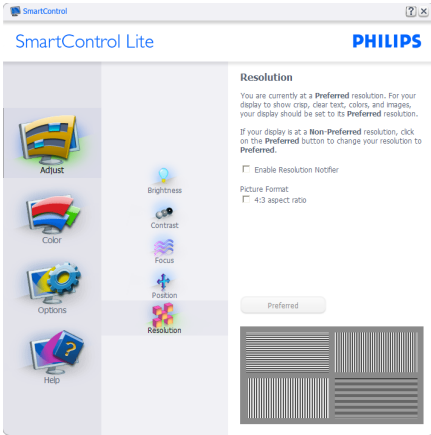 SmartControl
SmartControl Lite
PHILIPS
Adjust
Color
Options
Help
Brightness
Contrast
Focus
Position
Resolution
Resolution
You are currently at a Preferred resolution. For your
display to show crisp, clear text, colors, and images,
your display should be set to its Preferred resolution.
If your display is at a Non-Preferred resolution, click
on the Preferred button to change your resolution to
Preferred.
Enable Resolution Notifier
Picture Format
4:3 aspect ratio
Preferred